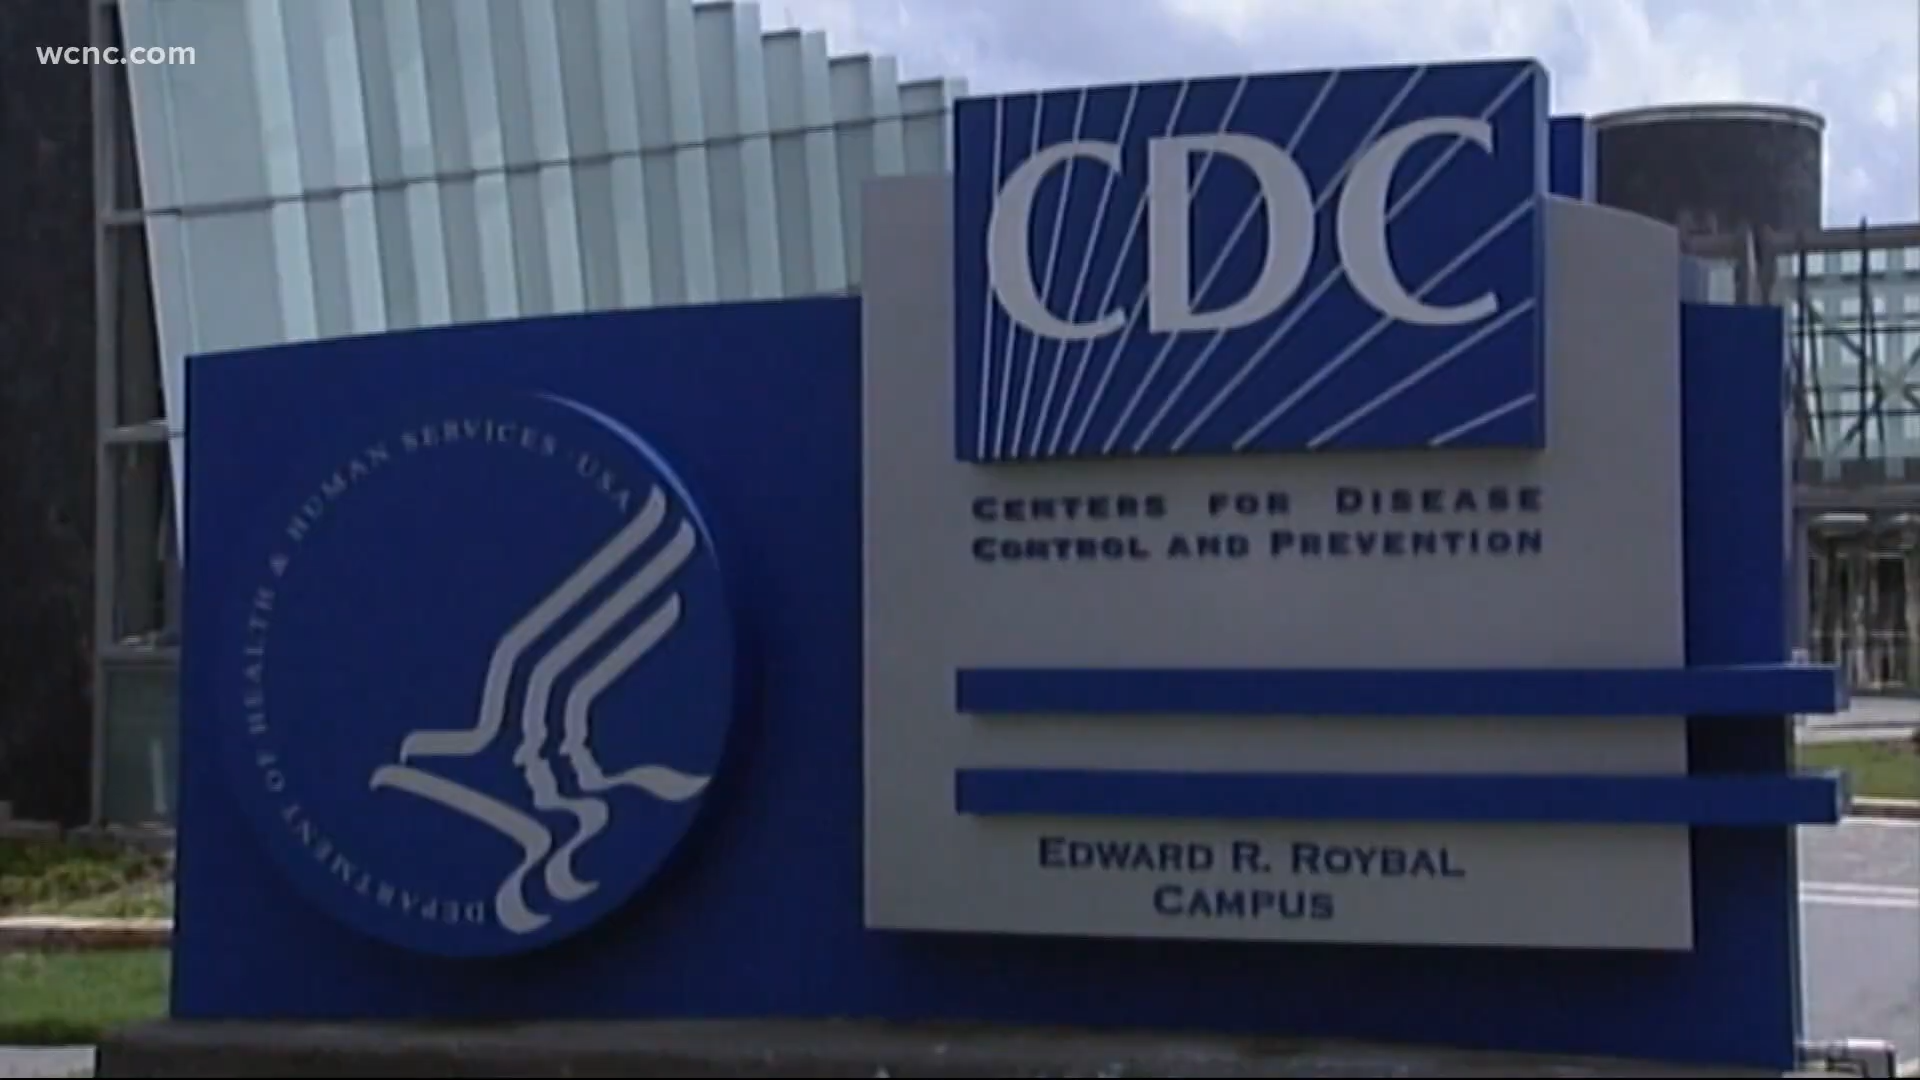 wcnc.com
CDC
CENTERS FOR DISEASE
CONTROL AND PREVENTION
EDWARD R. ROYBAL
CAMPUS
DEPARTMENT OF HEALTH & HUMAN SERVICES · USA